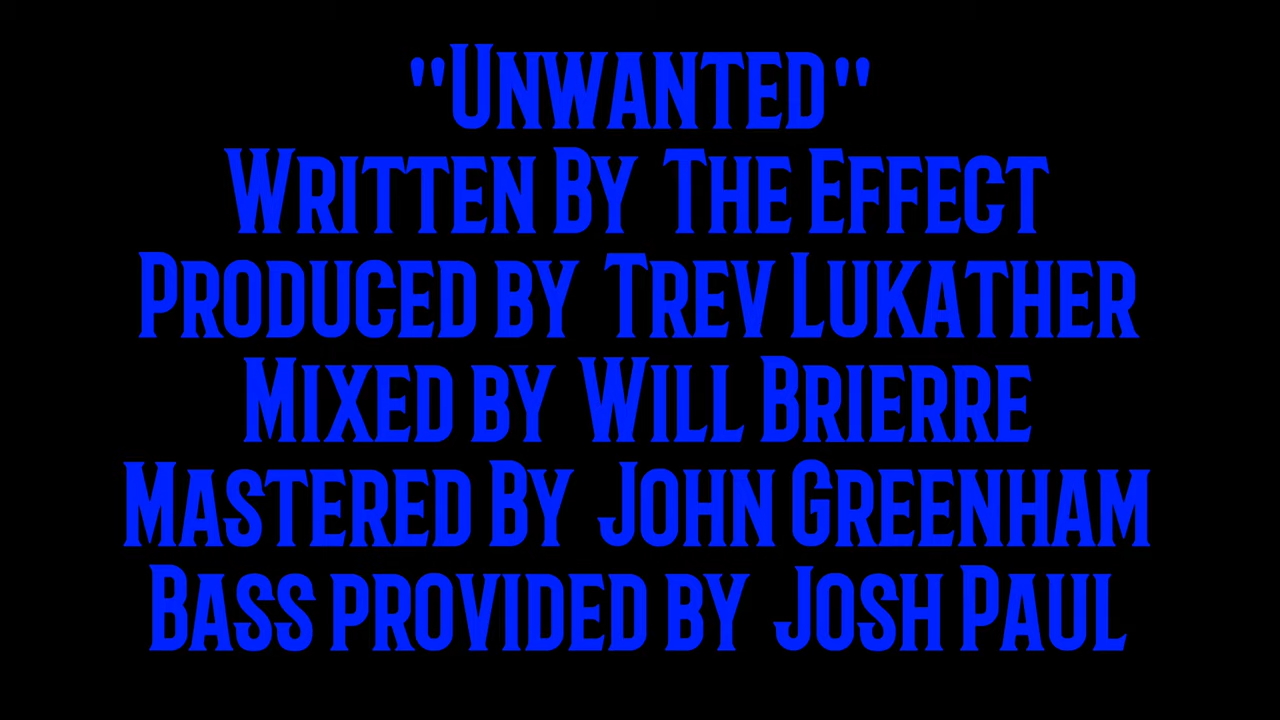 "Unwanted"
Written By The Effect
Produced by Trev Lukather
Mixed by Will Brierre
Mastered By John Greenham
Bass provided by Josh Paul